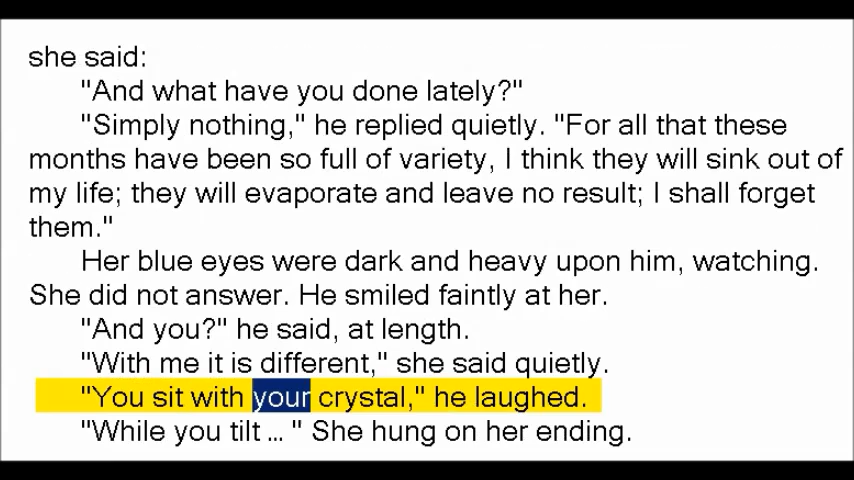 she said:
"And what have you done lately?"
"Simply nothing," he replied quietly. "For all that these
months have been so full of variety, I think they will sink out of
my life; they will evaporate and leave no result; I shall forget
them."
Her blue eyes were dark and heavy upon him, watching.
She did not answer. He smiled faintly at her.
"And you?" he said, at length.
"With me it is different," she said quietly.
"You sit with your crystal," he laughed.
"While you tilt ... " She hung on her ending.